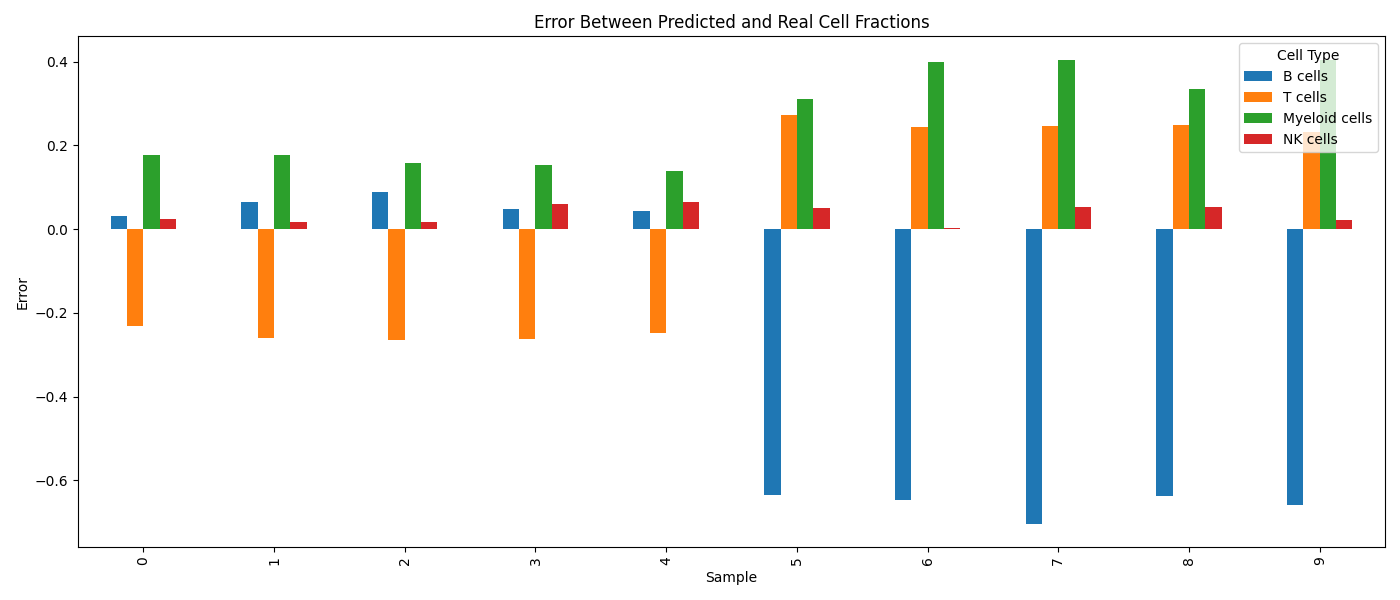 Error Between Predicted and Real Cell Fractions
Cell Type
B cells
T cells
Myeloid cells
NK cells
Error
0.4
0.2
0.0
−0.2
−0.4
−0.6
0
1
2
3
4
5
6
7
8
9
Sample